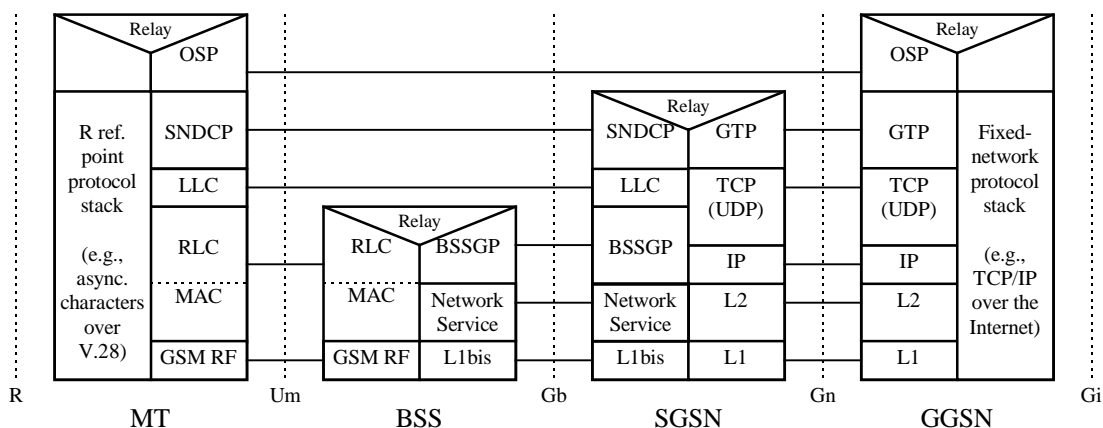 Relay
OSP
R ref.
point
protocol
stack
(e.g.,
async.
characters
over
V.28)
SNDCP
LLC
RLC
MAC
GSM RF
Relay
RLC
MAC
GSM RF
BSSGP
Network
Service
L1bis
Relay
SNDCP
LLC
BSSGP
Network
Service
L1bis
GTP
TCP
(UDP)
IP
L2
L1
Relay
OSP
GTP
TCP
(UDP)
IP
L2
L1
Fixed-
network
protocol
stack
(e.g.,
TCP/IP
over the
Internet)
R
Um
Gb
Gn
Gi
MT
BSS
SGSN
GGSN